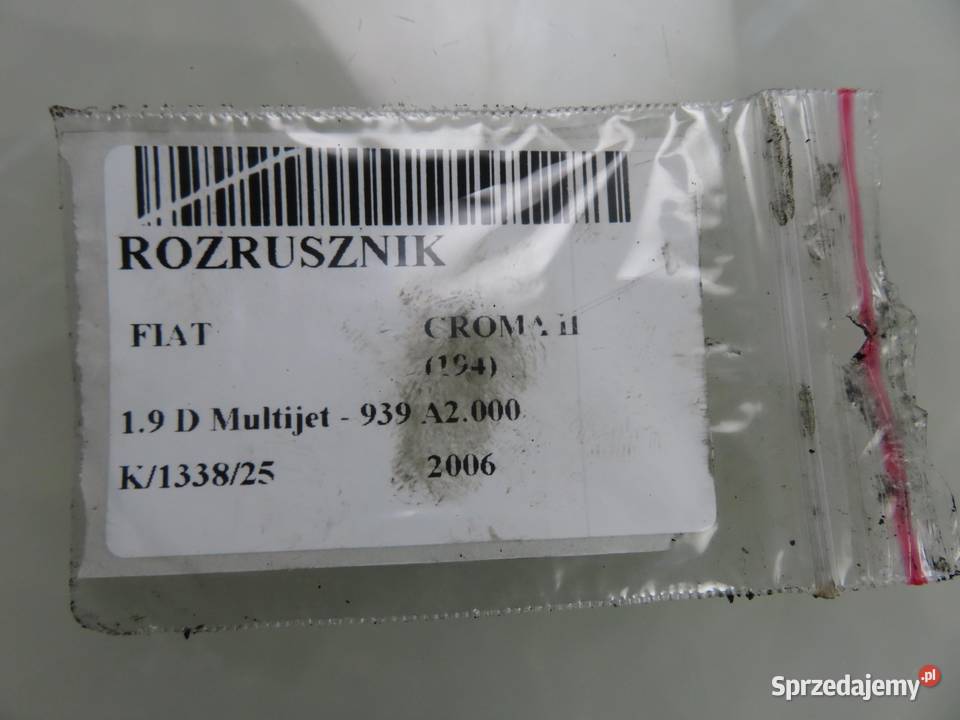 ROZRUSZNIK
FIAT CROMA II
(194)
1.9 D Multijet - 939 A2.000
K/1338/25 2006
Sprzedajemy.pl